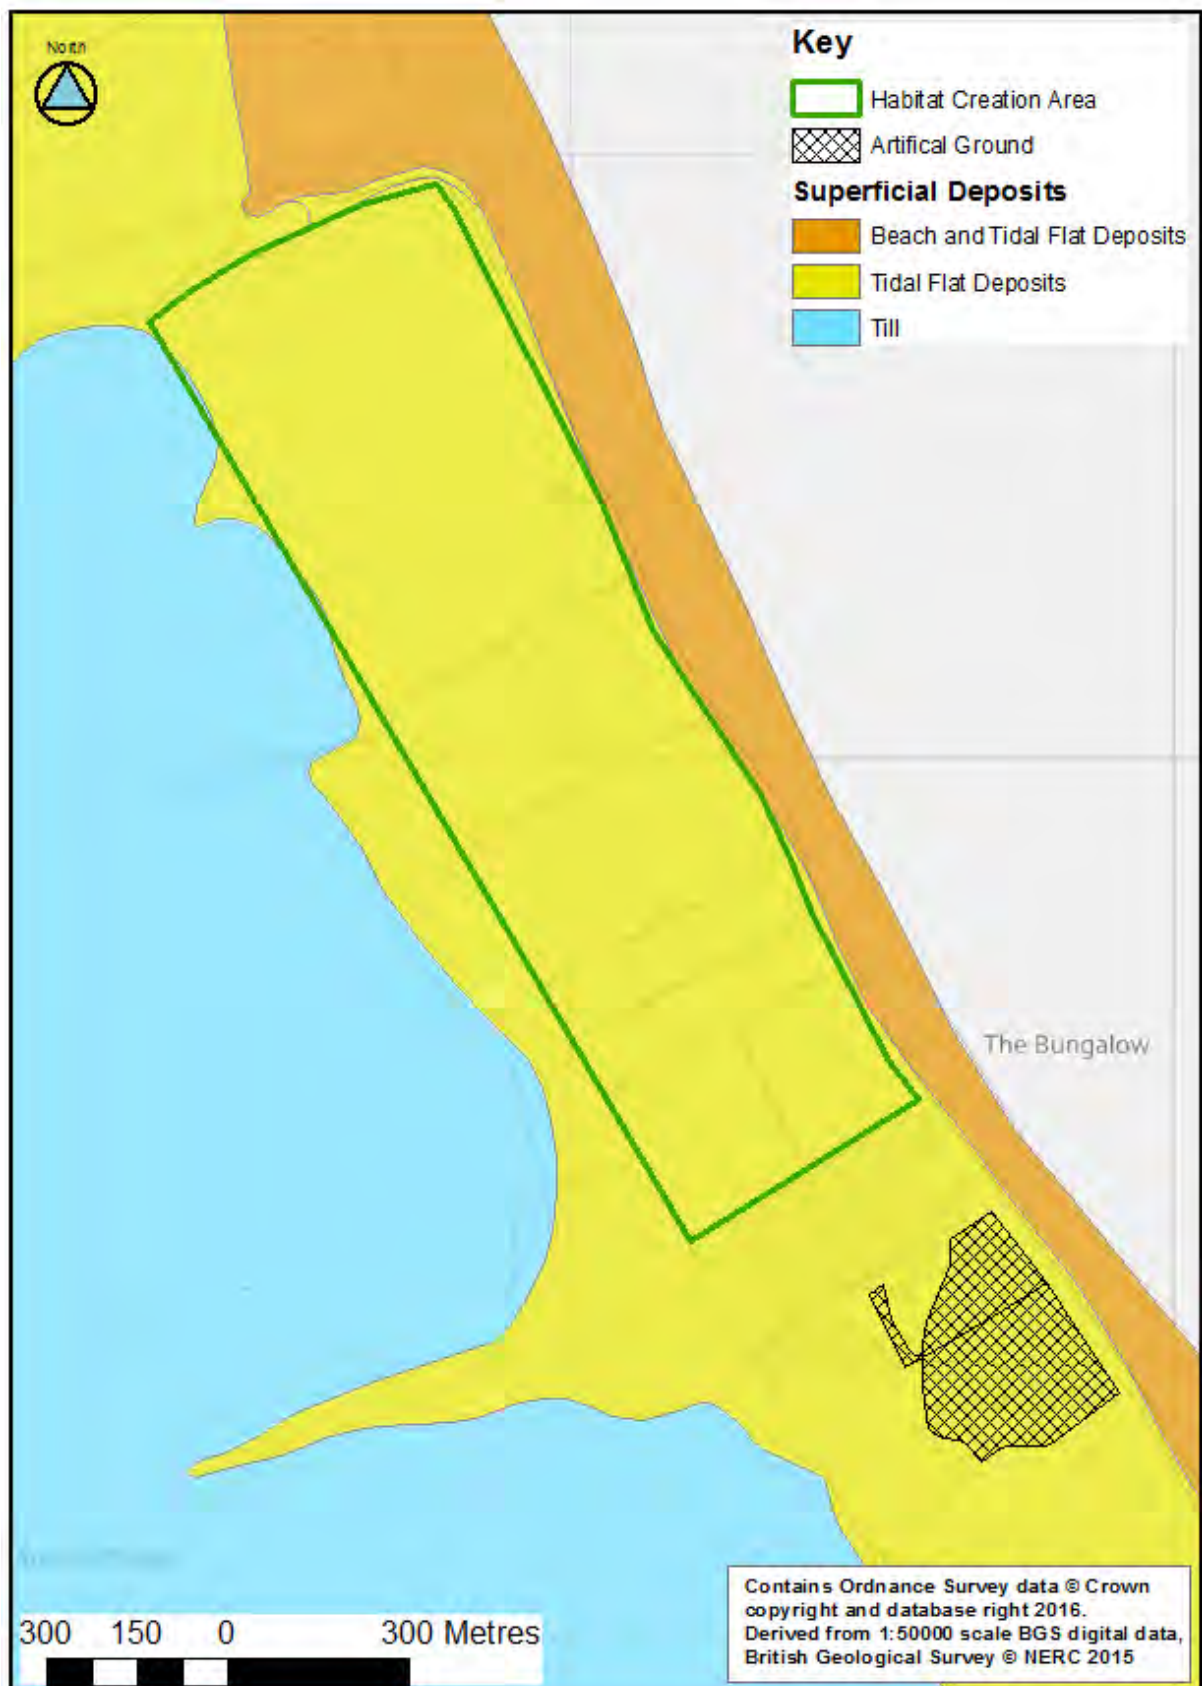 North
Key
Habitat Creation Area
Artifical Ground
Superficial Deposits
Beach and Tidal Flat Deposits
Tidal Flat Deposits
Till
The Bungalow
Contains Ordnance Survey data © Crown
copyright and database right 2016.
Derived from 1:50000 scale BGS digital data,
British Geological Survey © NERC 2015
300 150 0 300 Metres